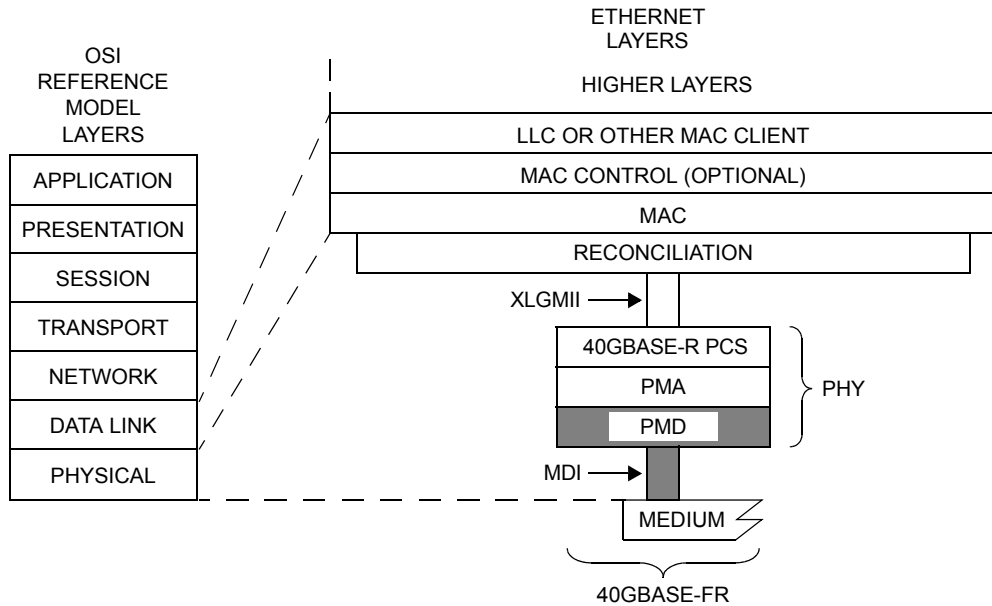 OSI
REFERENCE
MODEL
LAYERS
APPLICATION
PRESENTATION
SESSION
TRANSPORT
NETWORK
DATA LINK
PHYSICAL
ETHERNET
LAYERS
HIGHER LAYERS
LLC OR OTHER MAC CLIENT
MAC CONTROL (OPTIONAL)
MAC
RECONCILIATION
XLGMII
40GBASE-R PCS
PMA
PMD
PHY
MDI
MEDIUM
40GBASE-FR